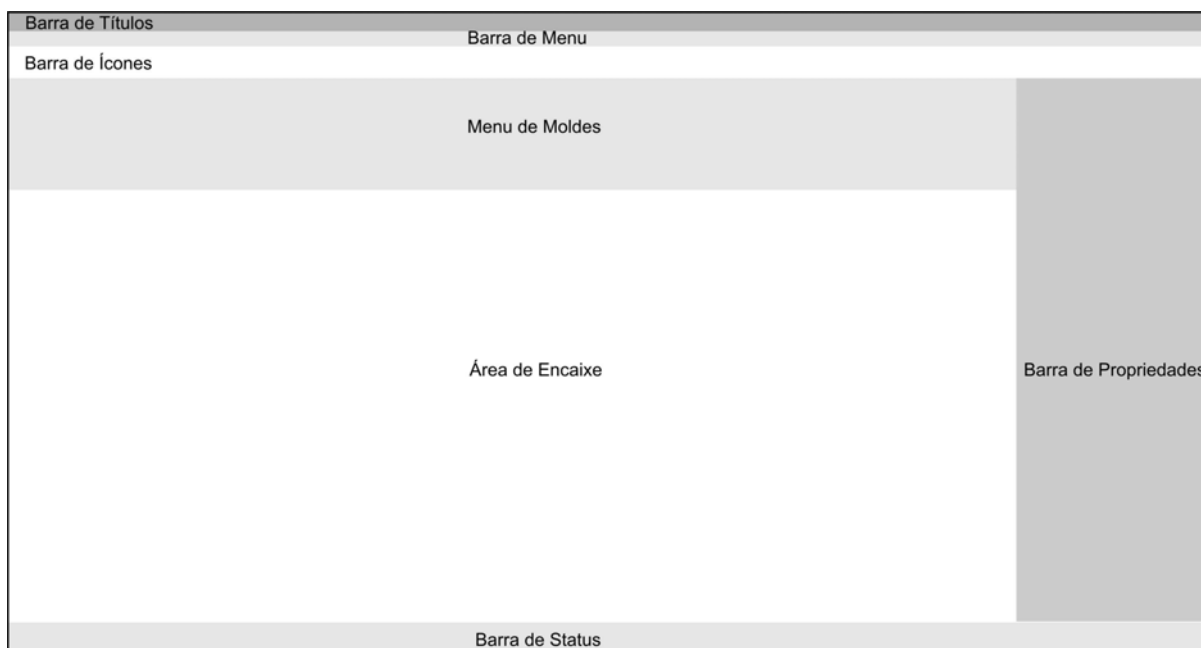 Barra de Títulos
Barra de Menu
Barra de Ícones
Menu de Moldes
Área de Encaixe
Barra de Propriedades
Barra de Status